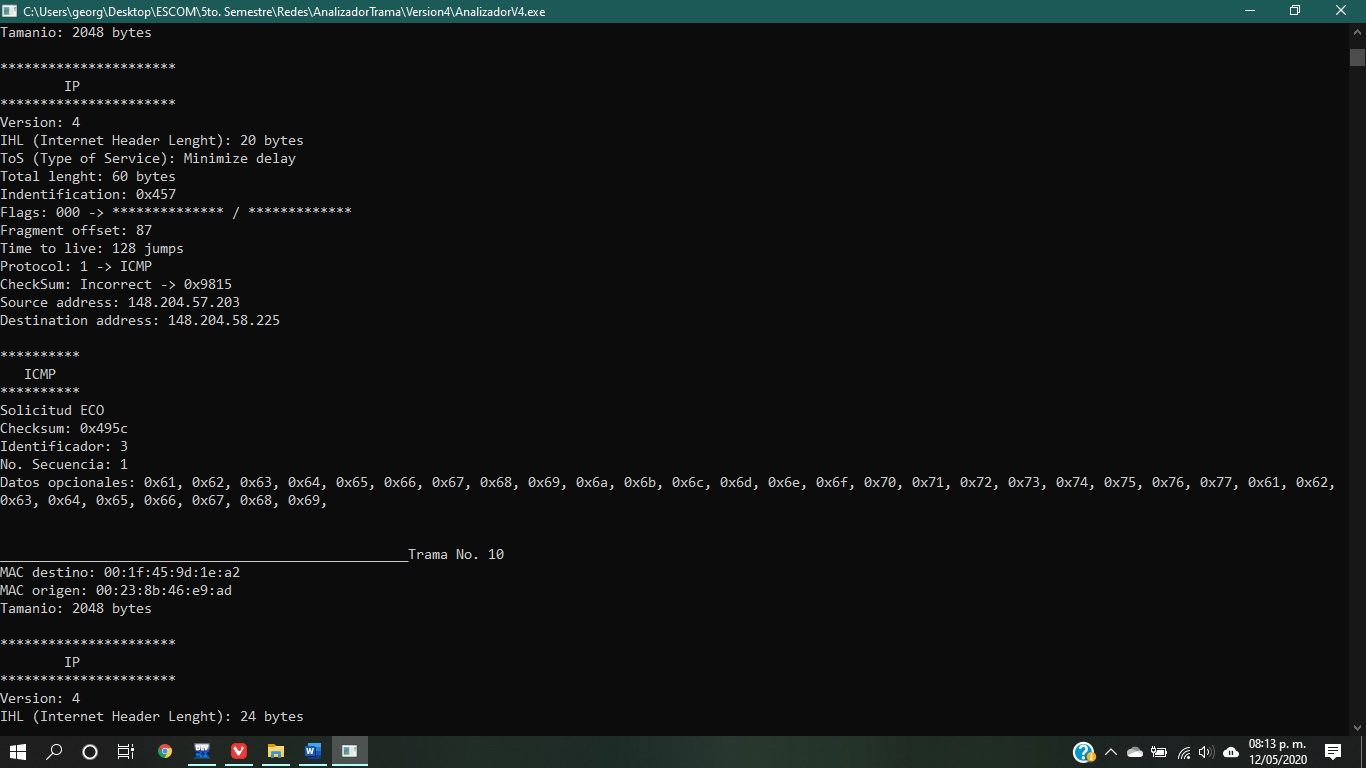 C:\Users\georg\Desktop\ESCOM\5to. Semestre\Redes\AnalizadorTrama\Version4\AnalizadorV4.exe
Tamanio: 2048 bytes
**********************
IP
**********************
Version: 4
IHL (Internet Header Lenght): 20 bytes
ToS (Type of Service): Minimize delay
Total lenght: 60 bytes
Indentification: 0x457
Flags: 000 -> ************** / *************
Fragment offset: 87
Time to live: 128 jumps
Protocol: 1 -> ICMP
CheckSum: Incorrect -> 0x9815
Source address: 148.204.57.203
Destination address: 148.204.58.225
**********
ICMP
**********
Solicitud ECO
Checksum: 0x495c
Identificador: 3
No. Secuencia: 1
Datos opcionales: 0x61, 0x62, 0x63, 0x64, 0x65, 0x66, 0x67, 0x68, 0x69, 0x6a, 0x6b, 0x6c, 0x6d, 0x6e, 0x6f, 0x70, 0x71, 0x72, 0x73, 0x74, 0x75, 0x76, 0x77, 0x61, 0x62,
0x63, 0x64, 0x65, 0x66, 0x67, 0x68, 0x69,
___________________________________________________Trama No. 10
MAC destino: 00:1f:45:9d:1e:a2
MAC origen: 00:23:8b:46:e9:ad
Tamanio: 2048 bytes
**********************
IP
**********************
Version: 4
IHL (Internet Header Lenght): 24 bytes
DEV
W
08:13 p. m.
12/05/2020